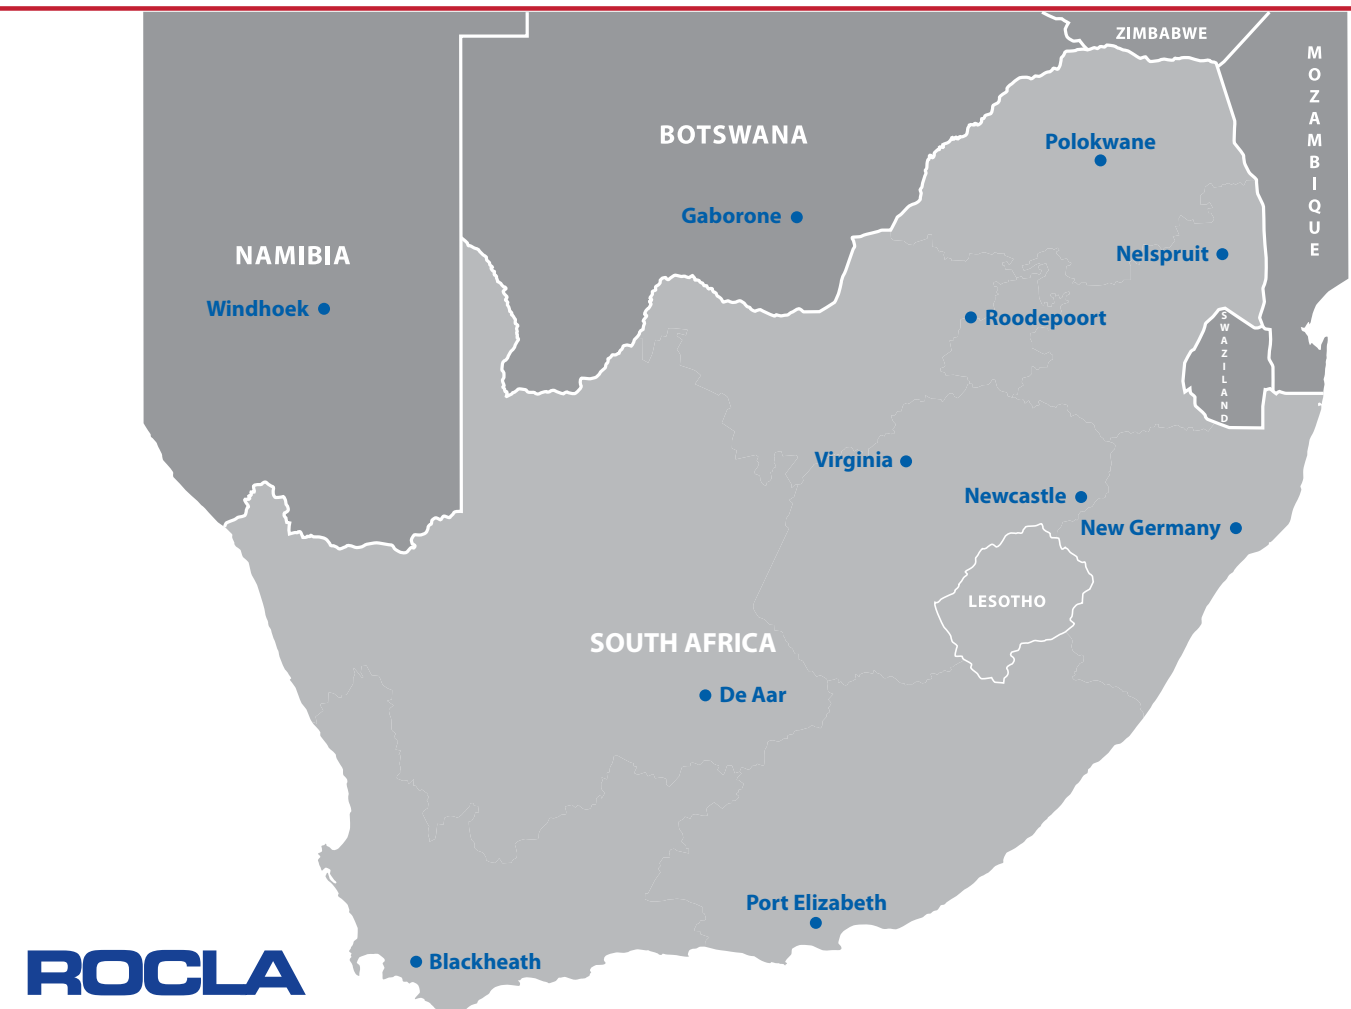 ZIMBABWE
MOZAMBIQUE
BOTSWANA
Polokwane
Gaborone
NAMIBIA
Nelspruit
Windhoek
Roodepoort
SWAZILAND
Virginia
Newcastle
New Germany
LESOTHO
SOUTH AFRICA
De Aar
Port Elizabeth
Blackheath
ROCLA